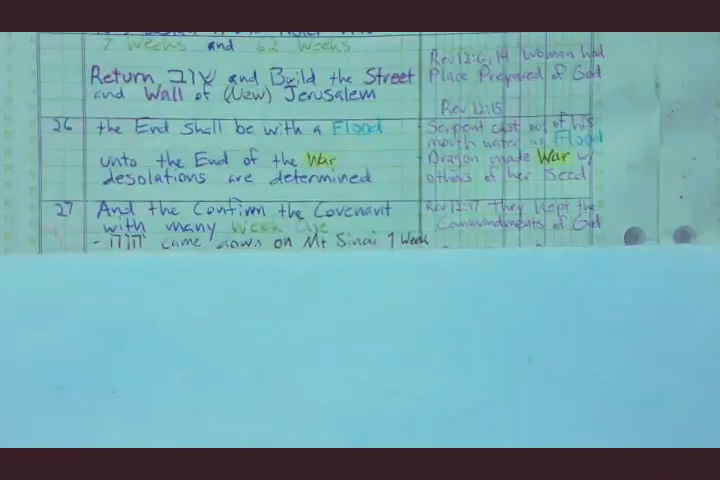 7 Weeks and 62 Weeks
Return שוב and Build the Street
and Wall of (New) Jerusalem
26 the End Shall be with a Flood
unto the End of the War
desolations are determined
27 And the Confirm the Covenant
with many Week One
- יהוה came down on Mt Sinai 1 Week
Rev 12:6, 14 Woman had
Place Prepared of God
Rev 12:15
Serpent cast out of his
mouth water as Flood
- Dragon made War w/
others of her Seed
Rev 12:17 They Kept the
Commandments of God